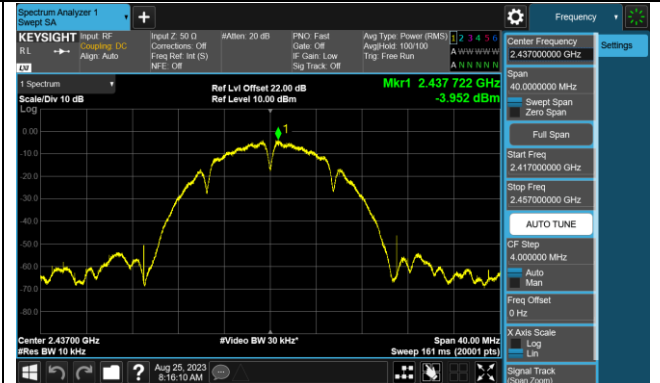 Spectrum Analyzer 1
Swept SA
Frequency
KEYSIGHT
RL
LXI
Input: RF
Coupling: DC
Align: Auto
Input Z: 50 Ω
Corrections: Off
Freq Ref: Int (S)
NFE: Off
#Atten: 20 dB
PNO: Fast
Gate: Off
IF Gain: Low
Sig Track: Off
Avg Type: Power (RMS)
Avg|Hold: 100/100
Trig: Free Run
1 2 3 4 5 6
A W W W W W
A N N N N N
1 Spectrum
Scale/Div 10 dB
Ref Lvl Offset 22.00 dB
Ref Level 10.00 dBm
Mkr1 2.437 722 GHz
-3.952 dBm
Log
0.00
-10.0
-20.0
-30.0
-40.0
-50.0
-60.0
-70.0
-80.0
1
Center 2.43700 GHz
#Res BW 10 kHz
#Video BW 30 kHz*
Span 40.00 MHz
Sweep 161 ms (20001 pts)
Aug 25, 2023
8:16:10 AM
?
Center Frequency
2.437000000 GHz
Span
40.0000000 MHz
Swept Span
Zero Span
Full Span
Start Freq
2.417000000 GHz
Stop Freq
2.457000000 GHz
AUTO TUNE
CF Step
4.000000 MHz
Auto
Man
Freq Offset
0 Hz
X Axis Scale
Log
Lin
Signal Track
(Span Zoom)
Settings